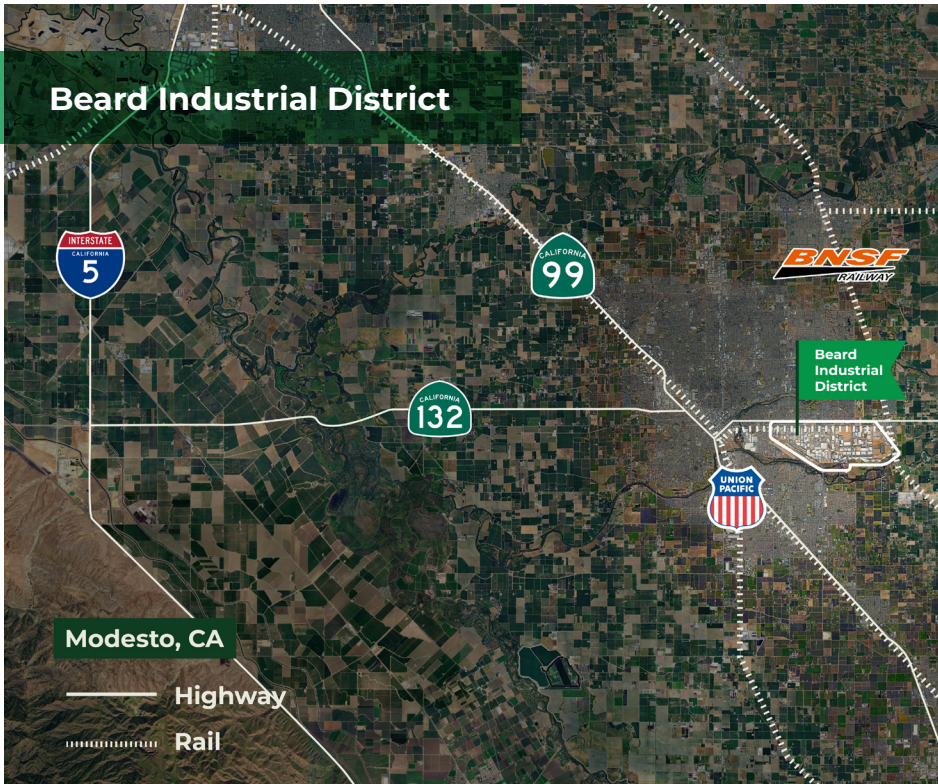 Beard Industrial District
INTERSTATE
CALIFORNIA
5
CALIFORNIA
99
BNSF
RAILWAY
Beard
Industrial
District
CALIFORNIA
132
UNION
PACIFIC
Modesto, CA
Highway
Rail